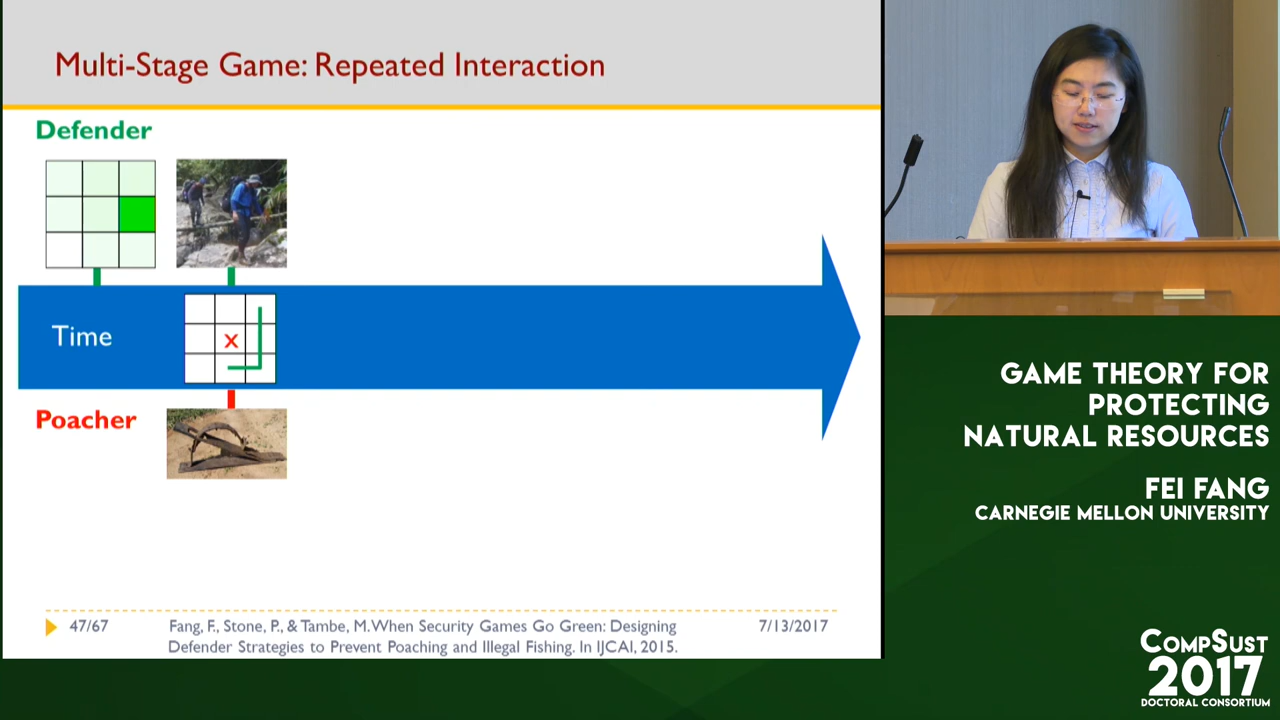 Multi-Stage Game: Repeated Interaction
Defender
Time
x
Poacher
47/67
Fang, F., Stone, P., & Tambe, M.When Security Games Go Green: Designing
Defender Strategies to Prevent Poaching and Illegal Fishing. In IJCAI, 2015.
7/13/2017
GAME THEORY FOR
PROTECTING
NATURAL RESOURCES
FEI FANG
CARNEGIE MELLON UNIVERSITY
COMPSUST
2017
DOCTORAL CONSORTIUM